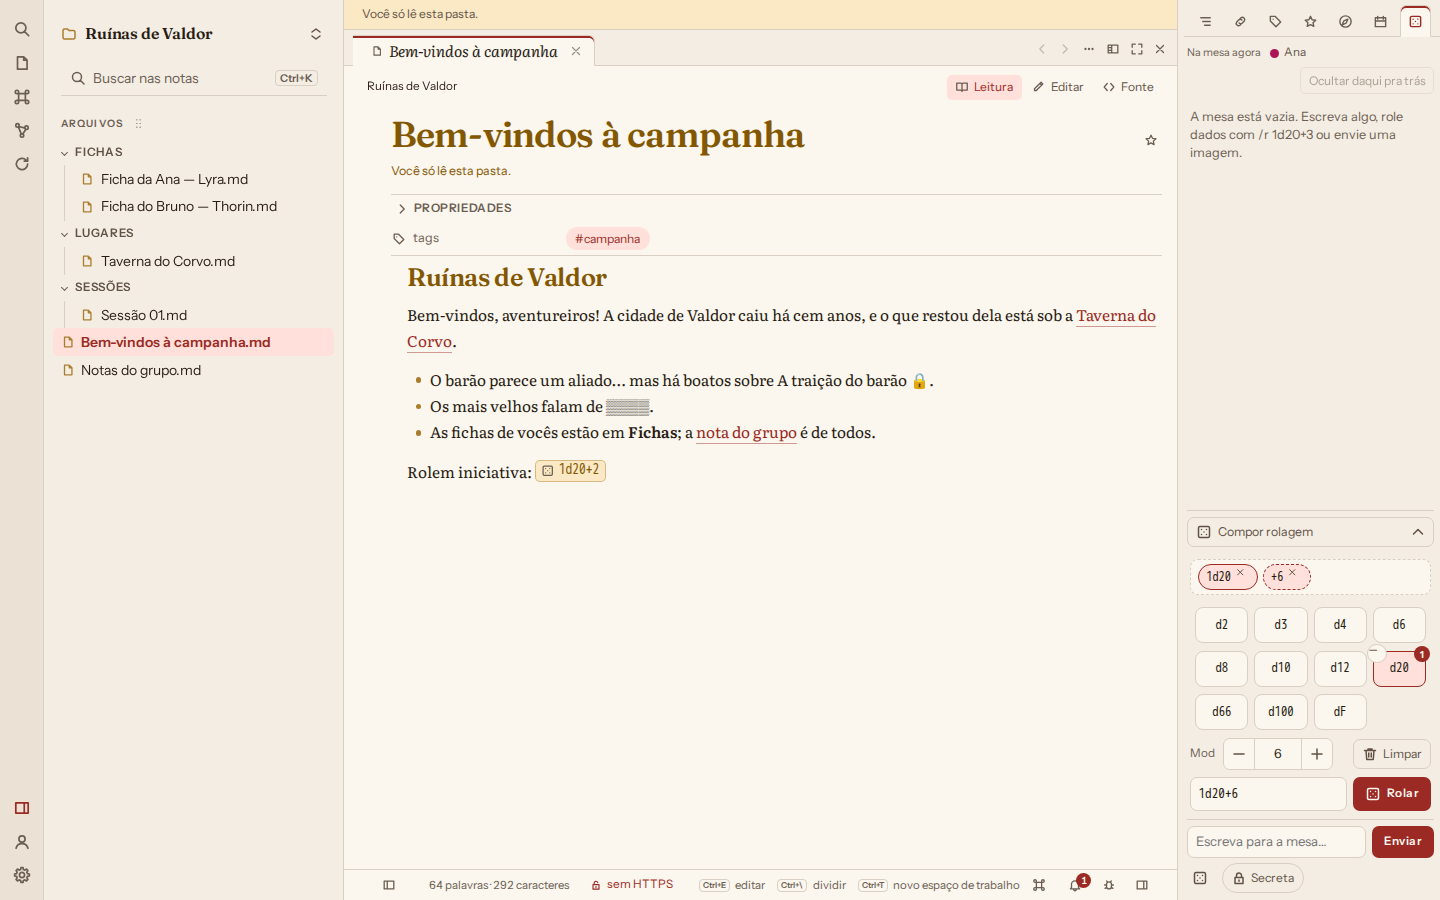 Ruínas de Valdor
Buscar nas notas
Ctrl+K
ARQUIVOS
FICHAS
Ficha da Ana — Lyra.md
Ficha do Bruno — Thorin.md
LUGARES
Taverna do Corvo.md
SESSÕES
Sessão 01.md
Bem-vindos à campanha.md
Notas do grupo.md
Você só lê esta pasta.
Bem-vindos à campanha
Ruínas de Valdor
Leitura
Editar
Fonte
Bem-vindos à campanha
Você só lê esta pasta.
PROPRIEDADES
tags
#campanha
Ruínas de Valdor
Bem-vindos, aventureiros! A cidade de Valdor caiu há cem anos, e o que restou dela está sob a Taverna do
Corvo.
O barão parece um aliado… mas há boatos sobre A traição do barão 🔒.
Os mais velhos falam de ▒▒▒▒.
As fichas de vocês estão em Fichas; a nota do grupo é de todos.
Rolem iniciativa: 1d20+2
64 palavras·292 caracteres
sem HTTPS
Ctrl+E editar
Ctrl+\ dividir
Ctrl+T novo espaço de trabalho
1
Na mesa agora
Ana
Ocultar daqui pra trás
A mesa está vazia. Escreva algo, role
dados com /r 1d20+3 ou envie uma
imagem.
Compor rolagem
1d20 ×
+6 ×
d2 d3 d4 d6
d8 d10 d12 d20
− 1
d66 d100 dF
Mod − 6 +
Limpar
1d20+6
Rolar
Escreva para a mesa…
Enviar
Secreta